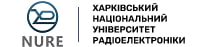 NURE
ХАРКІВСЬКИЙ
НАЦІОНАЛЬНИЙ
УНІВЕРСИТЕТ
РАДІОЕЛЕКТРОНІКИ